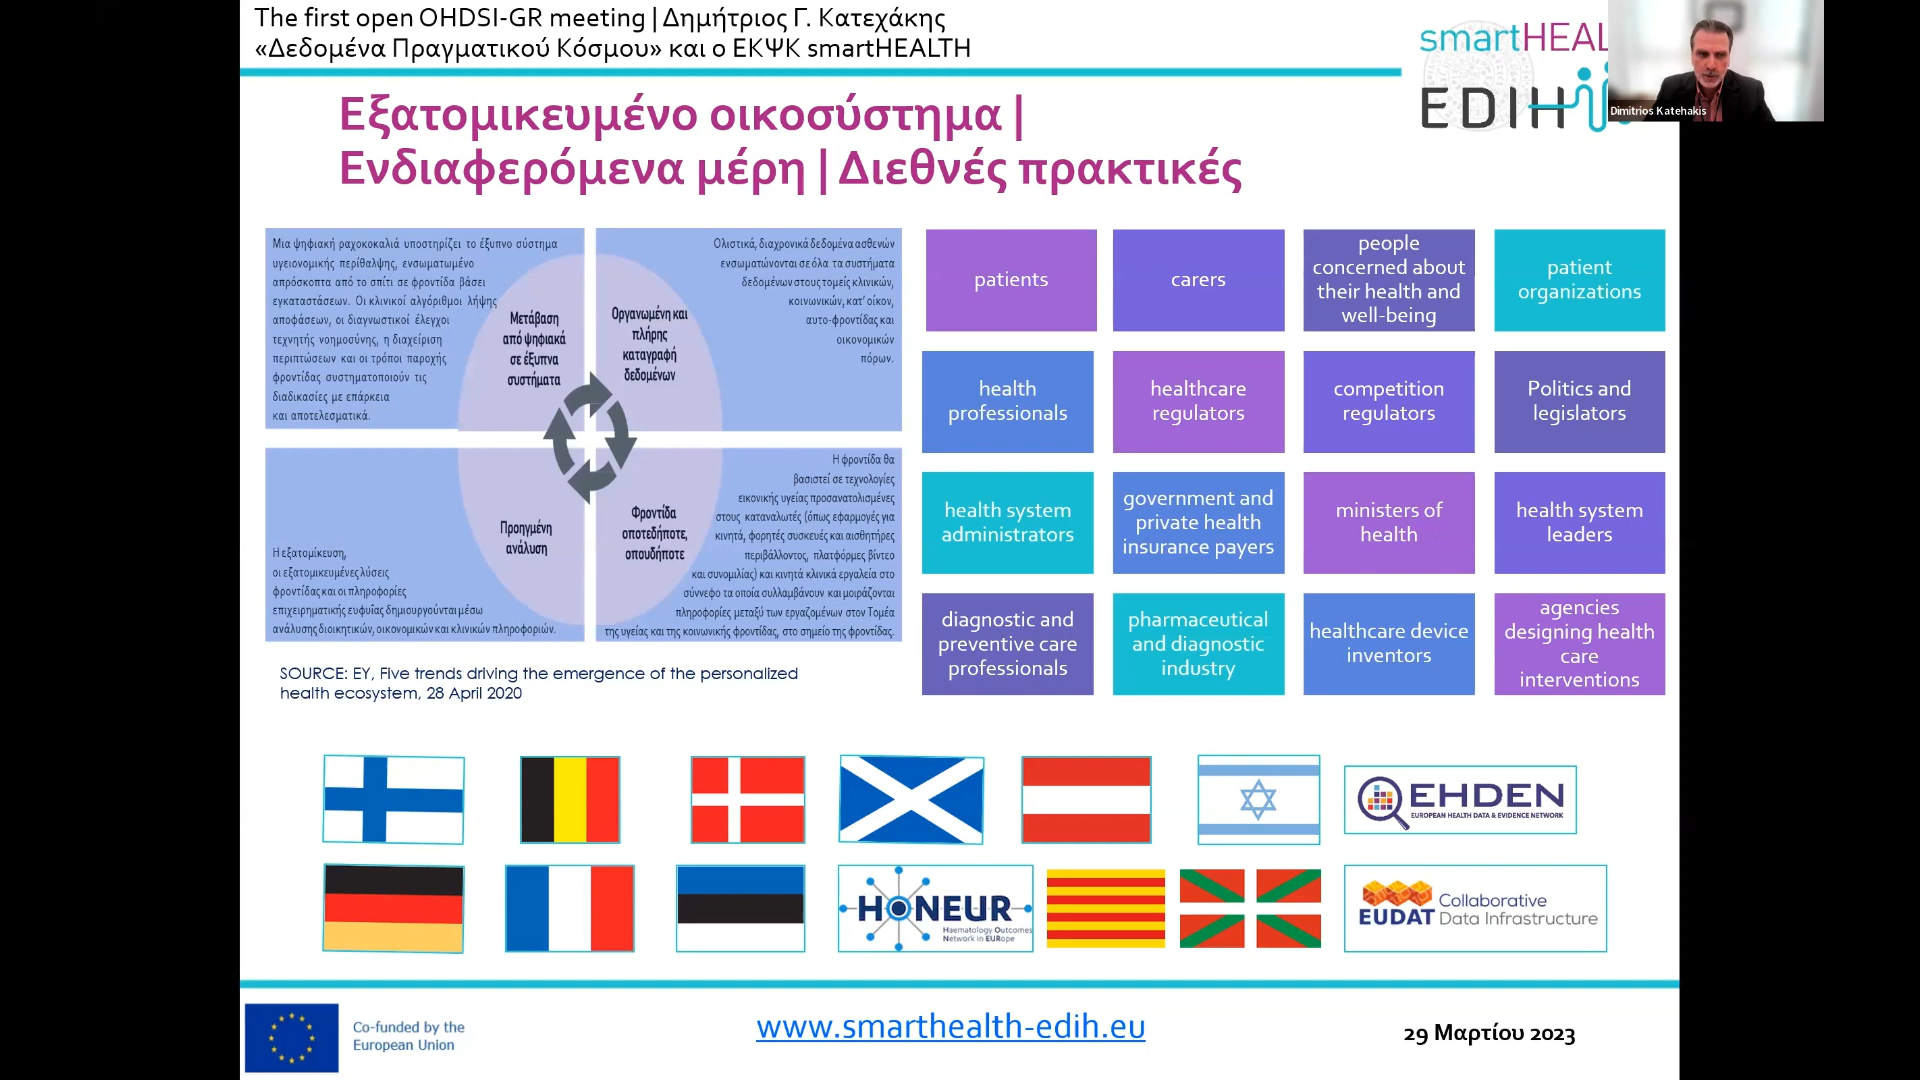 The first open OHDSI-GR meeting | Δημήτριος Γ. Κατεχάκης
«Δεδομένα Πραγματικού Κόσμου» και ο ΕΚΨΚ smartHEALTH
smartHEAL
EDIH
Dimitrios Katehakis
Εξατομικευμένο οικοσύστημα |
Ενδιαφερόμενα μέρη | Διεθνές πρακτικές
Μια ψηφιακή ραχοκοκαλιά υποστηρίζει το έξυπνο σύστημα
υγειονομικής περίθαλψης, ενσωματωμένο
απρόσκοπτα από το σπίτι σε φροντίδα βάσει
εγκαταστάσεων. Οι κλινικοί αλγόριθμοι λήψης
αποφάσεων, οι διαγνωστικοί έλεγχοι
τεχνητής νοημοσύνης, η διαχείριση
περιπτώσεων και οι τρόποι παροχής
φροντίδας συστηματοποιούν τις
διαδικασίες με επάρκεια
και αποτελεσματικά.
Μετάβαση
από ψηφιακά
σε έξυπνα
συστήματα
Οργανωμένη και
πλήρης
καταγραφή
δεδομένων
Ολιστικά, διαχρονικά δεδομένα ασθενών
ενσωματώνονται σε όλα τα συστήματα
δεδομένων στους τομείς κλινικών,
κοινωνικών, κατ' οίκον,
αυτο-φροντίδας και
οικονομικών
πόρων.
Η εξατομίκευση,
οι εξατομικευμένες λύσεις
φροντίδας και οι πληροφορίες
επιχειρηματικής ευφυΐας δημιουργούνται μέσω
ανάλυσης διοικητικών, οικονομικών και κλινικών πληροφοριών.
Προηγμένη
ανάλυση
Φροντίδα
οποτεδήποτε,
οπουδήποτε
Η φροντίδα θα
βασιστεί σε τεχνολογίες
εικονικής υγείας προσανατολισμένες
στους καταναλωτές (όπως εφαρμογές για
κινητά, φορητές συσκευές και αισθητήρες
περιβάλλοντος, πλατφόρμες βίντεο
και συνομιλίας) και κινητά κλινικά εργαλεία στο
σύννεφο τα οποία συλλαμβάνουν και μοιράζονται
πληροφορίες μεταξύ των εργαζομένων στον Τομέα
της υγείας και της κοινωνικής φροντίδας, στο σημείο της φροντίδας.
SOURCE: EY, Five trends driving the emergence of the personalized
health ecosystem, 28 April 2020
patients
carers
people
concerned about
their health and
well-being
patient
organizations
health
professionals
healthcare
regulators
competition
regulators
Politics and
legislators
health system
administrators
government and
private health
insurance payers
ministers of
health
health system
leaders
diagnostic and
preventive care
professionals
pharmaceutical
and diagnostic
industry
healthcare device
inventors
agencies
designing health
care
interventions
EHDEN
EUROPEAN HEALTH DATA & EVIDENCE NETWORK
HONEUR
Haematology Outcomes
Network in EURope
EUDAT
Collaborative
Data Infrastructure
Co-funded by the
European Union
www.smarthealth-edih.eu
29 Μαρτίου 2023